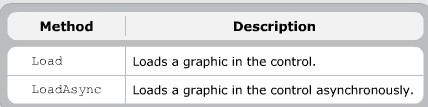 Method Description
Load Loads a graphic in the control.
LoadAsync Loads a graphic in the control asynchronously.